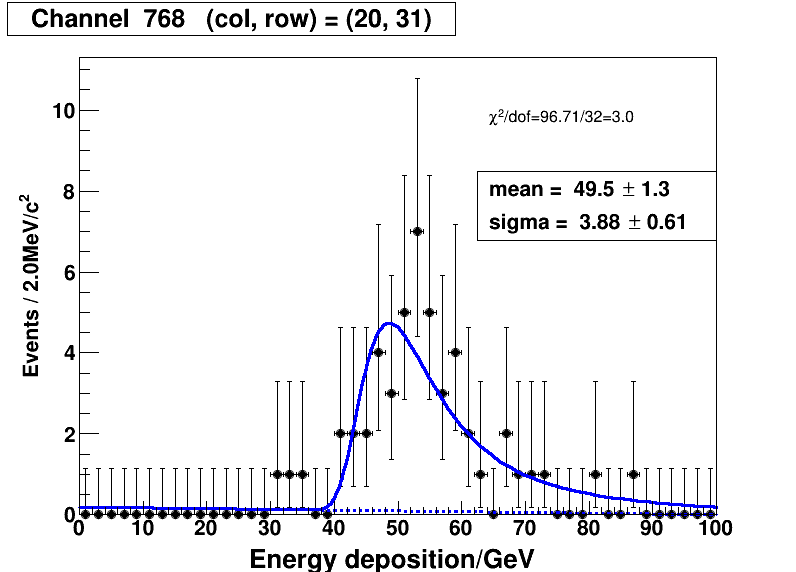 Channel 768 (col, row) = (20, 31)
χ²/dof=96.71/32=3.0
mean = 49.5 ± 1.3
sigma = 3.88 ± 0.61
Events / 2.0MeV/c²
10
8
6
4
2
0
0 10 20 30 40 50 60 70 80 90 100
Energy deposition/GeV